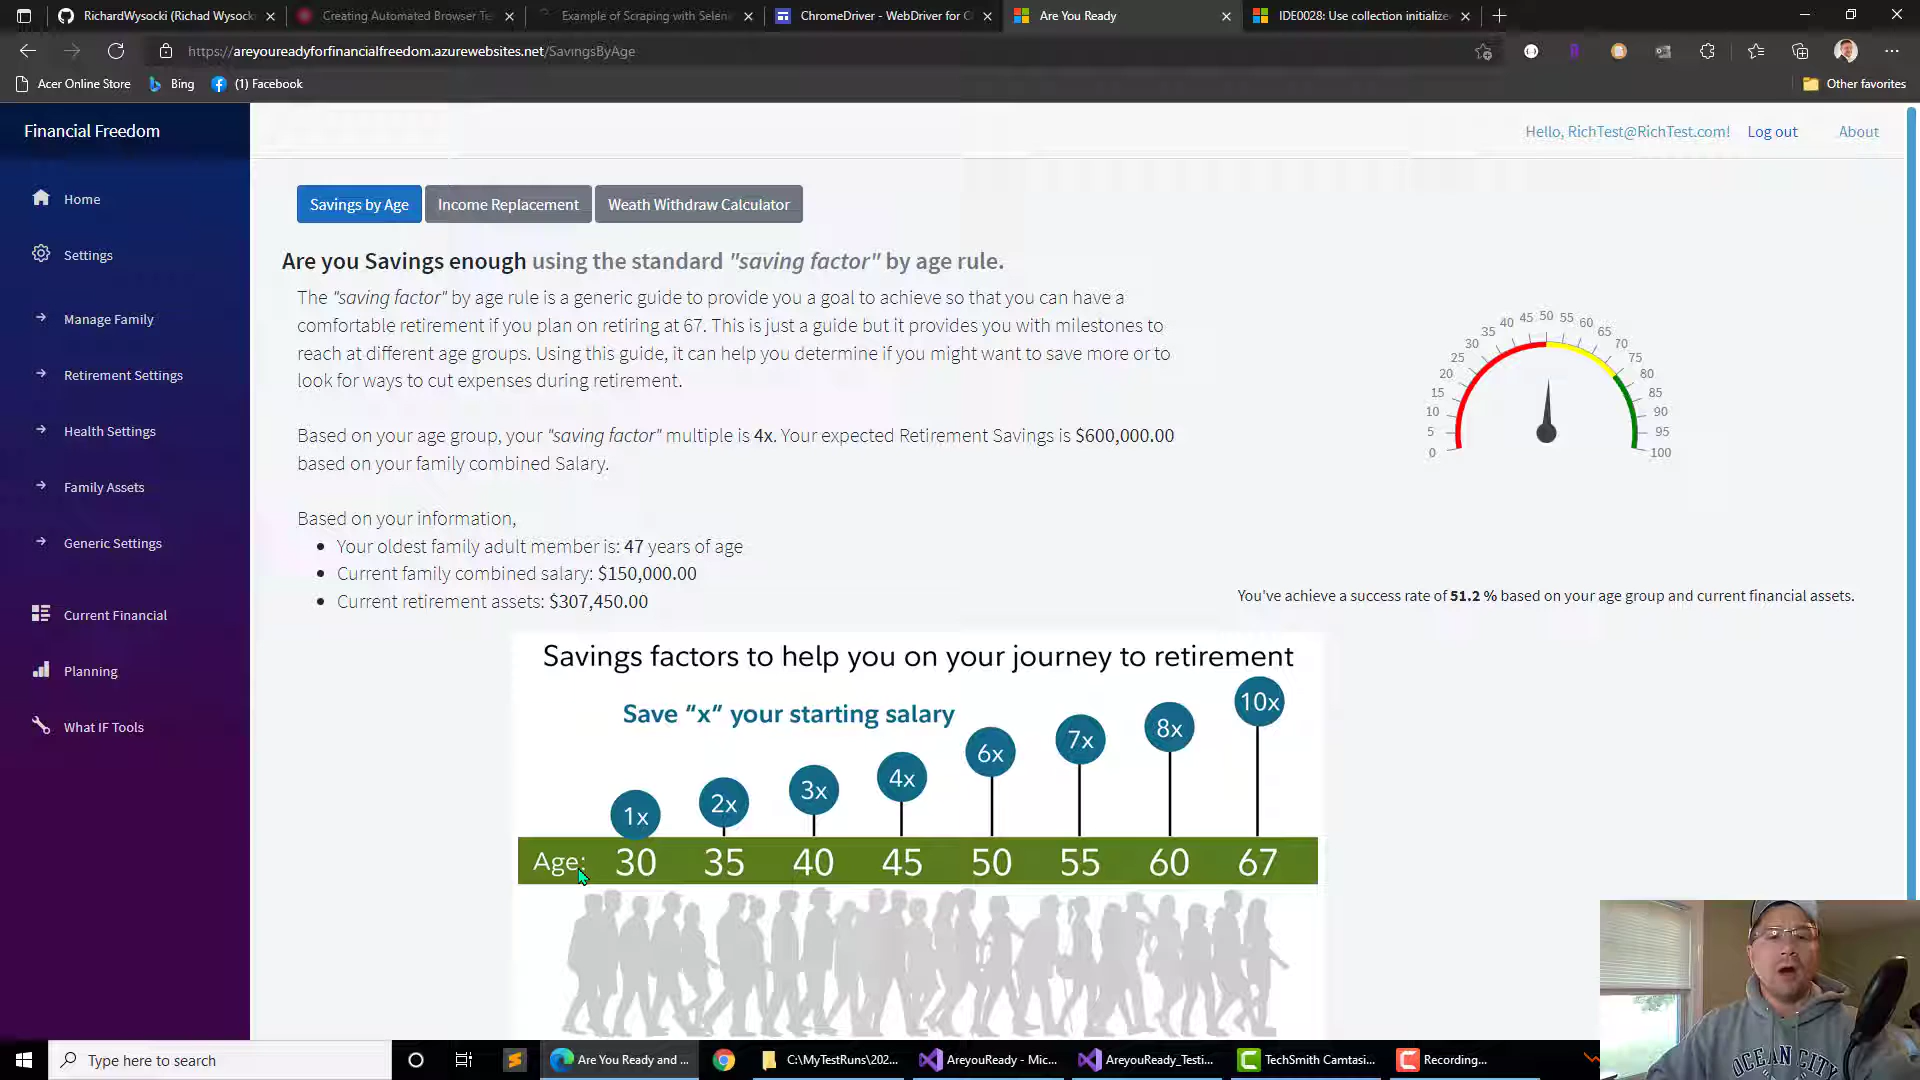 RichardWysocki (Richad Wysock
Creating Automated Browser Te
Example of Scraping with Selen
ChromeDriver - WebDriver for C
Are You Ready
IDE0028: Use collection initialize
https://areyoureadyforfinancialfreedom.azurewebsites.net/SavingsByAge
Acer Online Store
Bing
(1) Facebook
Other favorites
Financial Freedom
Hello, RichTest@RichTest.com!
Log out
About
Home
Settings
Manage Family
Retirement Settings
Health Settings
Family Assets
Generic Settings
Current Financial
Planning
What IF Tools
Savings by Age
Income Replacement
Weath Withdraw Calculator
Are you Savings enough using the standard "saving factor" by age rule.
The "saving factor" by age rule is a generic guide to provide you a goal to achieve so that you can have a
comfortable retirement if you plan on retiring at 67. This is just a guide but it provides you with milestones to
reach at different age groups. Using this guide, it can help you determine if you might want to save more or to
look for ways to cut expenses during retirement.
Based on your age group, your "saving factor" multiple is 4x. Your expected Retirement Savings is $600,000.00
based on your family combined Salary.
Based on your information,
Your oldest family adult member is: 47 years of age
Current family combined salary: $150,000.00
Current retirement assets: $307,450.00
0 5 10 15 20 25 30 35 40 45 50 55 60 65 70 75 80 85 90 95 100
You've achieve a success rate of 51.2 % based on your age group and current financial assets.
Savings factors to help you on your journey to retirement
Save "x" your starting salary
1x 2x 3x 4x 6x 7x 8x 10x
Age: 30 35 40 45 50 55 60 67
OCEAN CITY
Type here to search
Are You Ready and ...
C:\MyTestRuns\202...
AreyouReady - Mic...
AreyouReady_Testi...
TechSmith Camtasi...
Recording...